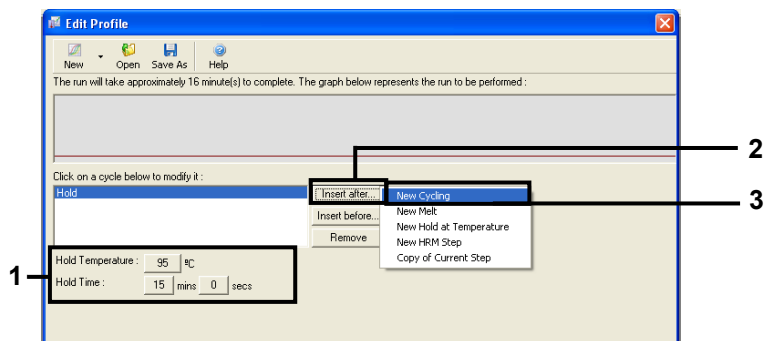 Edit Profile
New Open Save As Help
The run will take approximately 16 minute(s) to complete. The graph below represents the run to be performed :
2
Click on a cycle below to modify it :
Hold Insert after... New Cycling 3
Insert before... New Melt
New Hold at Temperature
Remove New HRM Step
Copy of Current Step
1 Hold Temperature : 95 ºC
Hold Time : 15 mins 0 secs